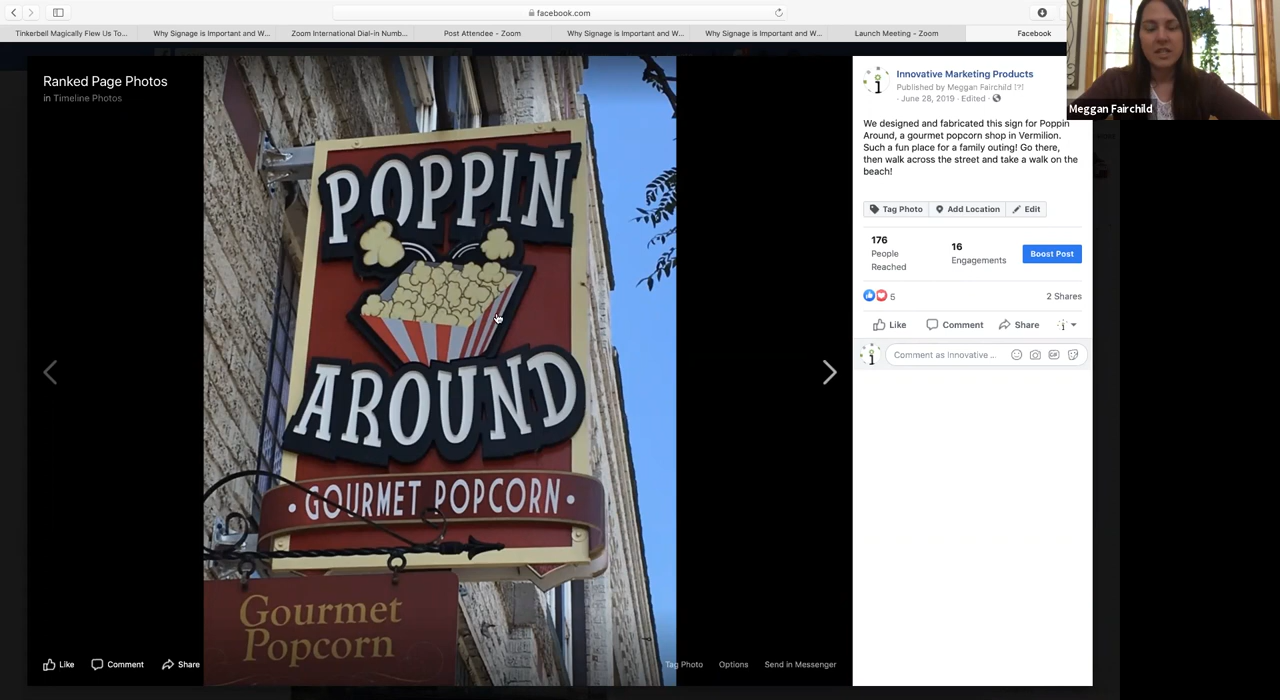 facebook.com
Tinkerbell Magically Flew Us To...
Why Signage is Important and W...
Zoom International Dial-in Numb...
Post Attendee - Zoom
Why Signage is Important and W...
Why Signage is Important and W...
Launch Meeting - Zoom
Facebook
Meggan Fairchild
Ranked Page Photos
in Timeline Photos
POPPIN
AROUND
• GOURMET POPCORN •
Gourmet
Popcorn
Like
Comment
Share
Tag Photo
Options
Send in Messenger
Innovative Marketing Products
Published by Meggan Fairchild [?]
· June 28, 2019 · Edited ·
We designed and fabricated this sign for Poppin
Around, a gourmet popcorn shop in Vermilion.
Such a fun place for a family outing! Go there,
then walk across the street and take a walk on the
beach!
Tag Photo
Add Location
Edit
176
People
Reached
16
Engagements
Boost Post
5
2 Shares
Like
Comment
Share
Comment as Innovative ...
GIF